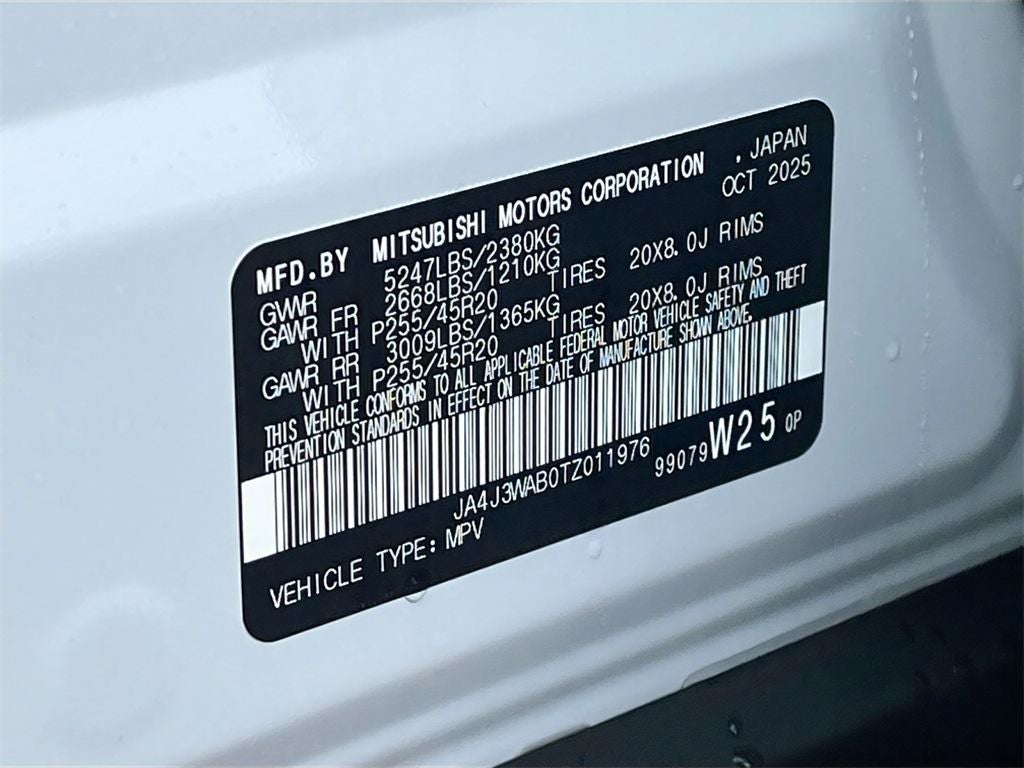 MFD.BY MITSUBISHI MOTORS CORPORATION . JAPAN
GVWR 5247LBS/2380KG OCT 2025
GAWR FR 2668LBS/1210KG
WITH P255/45R20 TIRES 20X8.0J RIMS
GAWR RR 3009LBS/1365KG
WITH P255/45R20 TIRES 20X8.0J RIMS
THIS VEHICLE CONFORMS TO ALL APPLICABLE FEDERAL MOTOR VEHICLE SAFETY AND THEFT
PREVENTION STANDARDS IN EFFECT ON THE DATE OF MANUFACTURE SHOWN ABOVE.
JA4J3WAB0TZ011976 99079 W25 0P
VEHICLE TYPE: MPV